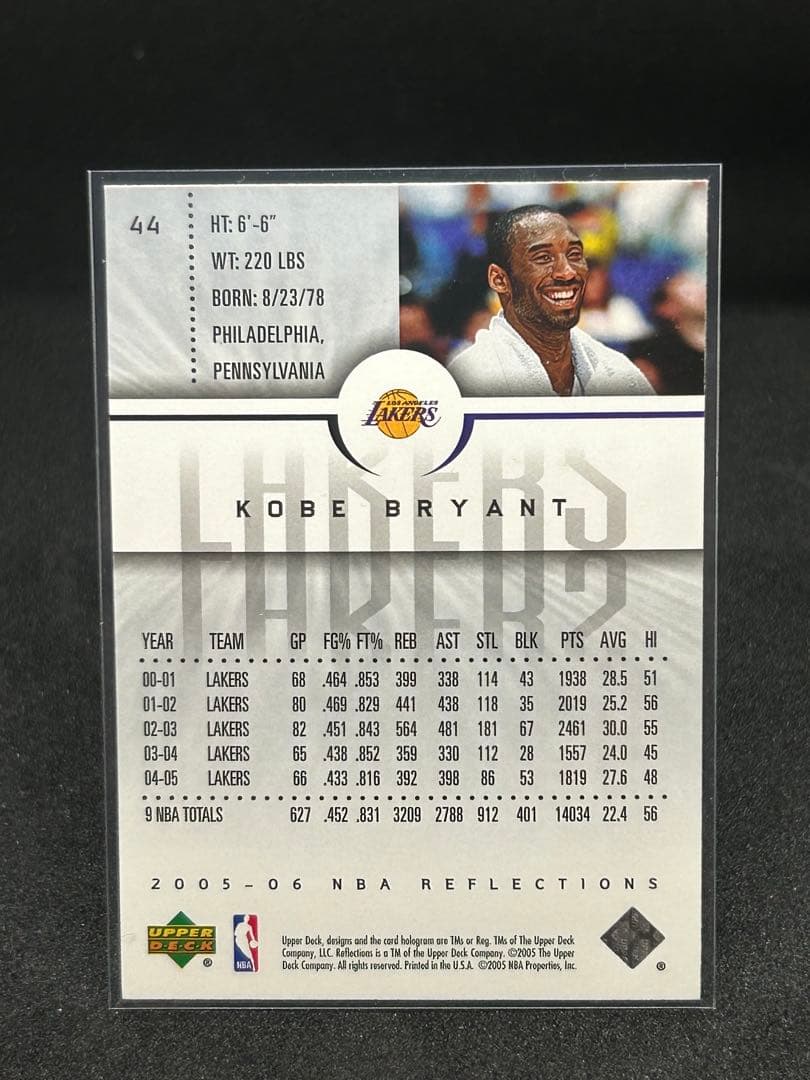 44
HT: 6'-6"
WT: 220 LBS
BORN: 8/23/78
PHILADELPHIA,
PENNSYLVANIA
LOS ANGELES
LAKERS
LAKERS
KOBE BRYANT
YEAR TEAM GP FG% FT% REB AST STL BLK PTS AVG HI
00-01 LAKERS 68 .464 .853 399 338 114 43 1938 28.5 51
01-02 LAKERS 80 .469 .829 441 438 118 35 2019 25.2 56
02-03 LAKERS 82 .451 .843 564 481 181 67 2461 30.0 55
03-04 LAKERS 65 .438 .852 359 330 112 28 1557 24.0 45
04-05 LAKERS 66 .433 .816 392 398 86 53 1819 27.6 48
9 NBA TOTALS 627 .452 .831 3209 2788 912 401 14034 22.4 56
2005-06 NBA REFLECTIONS
UPPER
DECK
®
NBA
Upper Deck, designs and the card hologram are TMs or Reg. TMs of The Upper Deck
Company, LLC. Reflections is a TM of the Upper Deck Company. ©2005 The Upper
Deck Company. All rights reserved. Printed in the U.S.A. ©2005 NBA Properties, Inc.
®